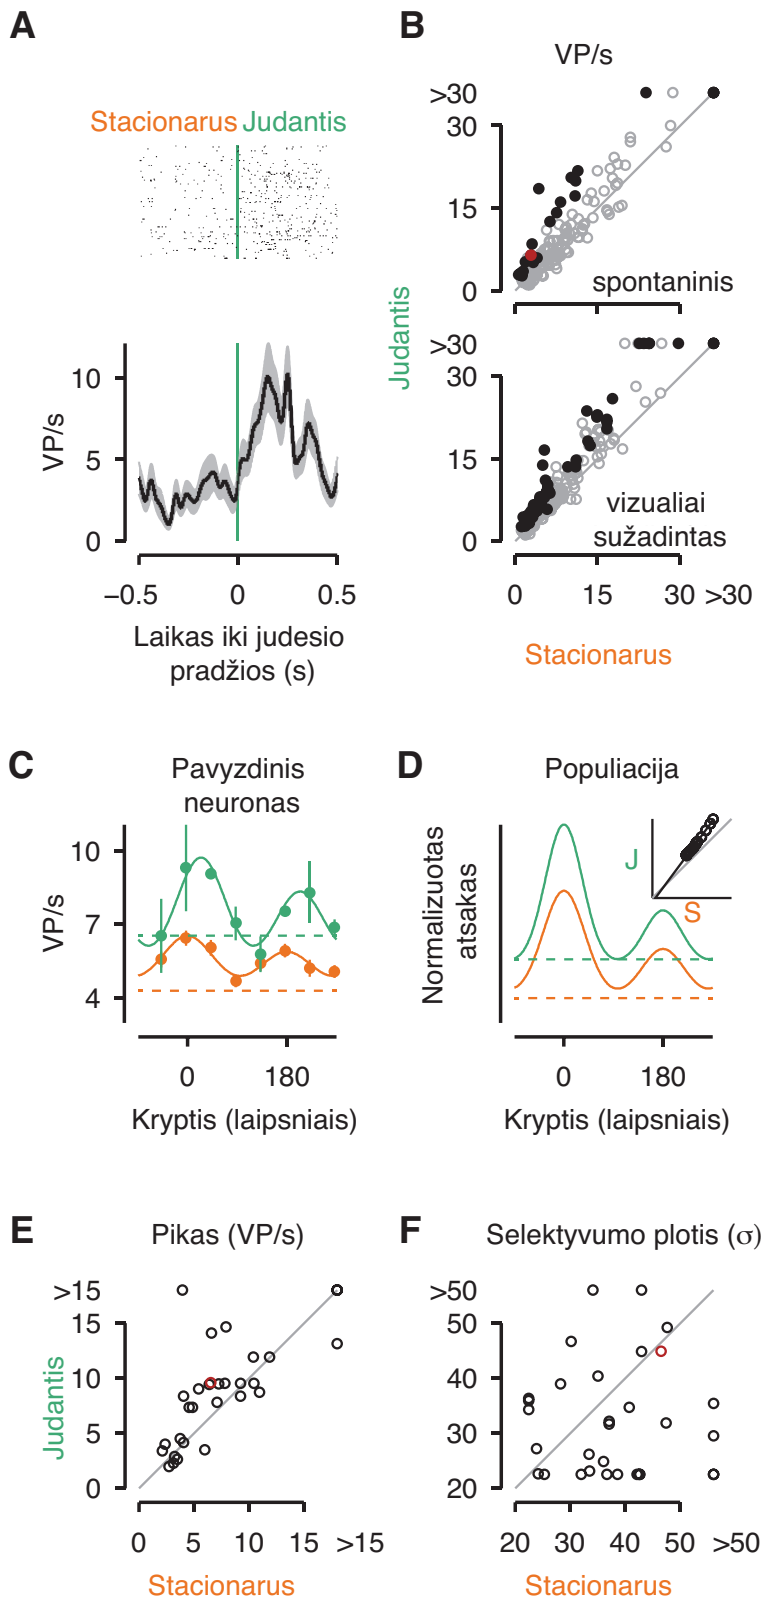 A
Stacionarus Judantis
10
5
0
VP/s
−0.5 0 0.5
Laikas iki judesio
pradžios (s)
B
VP/s
>30
30
15
0
spontaninis
Judantis
>30
30
15
0
vizualiai
sužadintas
0 15 30 >30
Stacionarus
C
Pavyzdinis
neuronas
10
7
4
VP/s
0 180
Kryptis (laipsniais)
D
Populiacija
Normalizuotas
atsakas
J
S
0 180
Kryptis (laipsniais)
E
Pikas (VP/s)
>15
15
10
5
0
Judantis
0 5 10 15 >15
Stacionarus
F
Selektyvumo plotis (σ)
>50
50
40
30
20
20 30 40 50 >50
Stacionarus